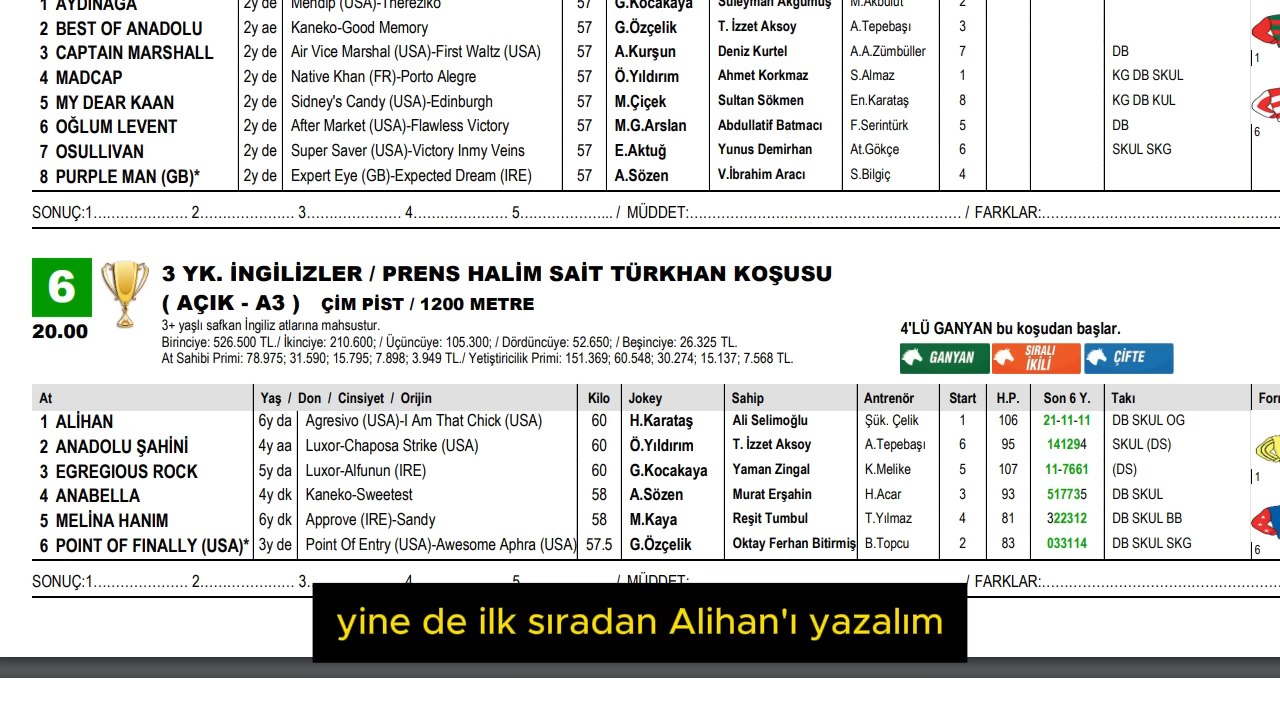 1 AYDINAĞA 2y de Mendip (USA)-Thereziko 57 G.Kocakaya Süleyman Akgümüş M.Akbulut 2
2 BEST OF ANADOLU 2y ae Kaneko-Good Memory 57 G.Özçelik T. İzzet Aksoy A.Tepebaşı 3
3 CAPTAIN MARSHALL 2y de Air Vice Marshal (USA)-First Waltz (USA) 57 A.Kurşun Deniz Kurtel A.A.Zümbüller 7 DB
1
4 MADCAP 2y de Native Khan (FR)-Porto Alegre 57 Ö.Yıldırım Ahmet Korkmaz S.Almaz 1 KG DB SKUL
5 MY DEAR KAAN 2y de Sidney's Candy (USA)-Edinburgh 57 M.Çiçek Sultan Sökmen En.Karataş 8 KG DB KUL
6 OĞLUM LEVENT 2y de After Market (USA)-Flawless Victory 57 M.G.Arslan Abdullatif Batmacı F.Serintürk 5 DB
6
7 OSULLIVAN 2y de Super Saver (USA)-Victory Inmy Veins 57 E.Aktuğ Yunus Demirhan At.Gökçe 6 SKUL SKG
8 PURPLE MAN (GB)* 2y de Expert Eye (GB)-Expected Dream (IRE) 57 A.Sözen V.İbrahim Aracı S.Bilgiç 4
SONUÇ:1..................... 2..................... 3..................... 4..................... 5..................... / MÜDDET:............................................................ / FARKLAR:.....................................................
6
20.00
3 YK. İNGİLİZLER / PRENS HALİM SAİT TÜRKHAN KOŞUSU
( AÇIK - A3 ) ÇİM PİST / 1200 METRE
3+ yaşlı safkan İngiliz atlarına mahsustur.
Birinciye: 526.500 TL./ İkinciye: 210.600; / Üçüncüye: 105.300; / Dördüncüye: 52.650; / Beşinciye: 26.325 TL.
At Sahibi Primi: 78.975; 31.590; 15.795; 7.898; 3.949 TL./ Yetiştiricilik Primi: 151.369; 60.548; 30.274; 15.137; 7.568 TL.
4'LÜ GANYAN bu koşudan başlar.
GANYAN SIRALI İKİLİ ÇİFTE
At Yaş / Don / Cinsiyet / Orijin Kilo Jokey Sahip Antrenör Start H.P. Son 6 Y. Takı
1 ALİHAN 6y da Agresivo (USA)-I Am That Chick (USA) 60 H.Karataş Ali Selimoğlu Şük. Çelik 1 106 21-11-11 DB SKUL OG
2 ANADOLU ŞAHİNİ 4y aa Luxor-Chaposa Strike (USA) 60 Ö.Yıldırım T. İzzet Aksoy A.Tepebaşı 6 95 141294 SKUL (DS)
3 EGREGIOUS ROCK 5y da Luxor-Alfunun (IRE) 60 G.Kocakaya Yaman Zingal K.Melike 5 107 11-7661 (DS)
1
4 ANABELLA 4y dk Kaneko-Sweetest 58 A.Sözen Murat Erşahin H.Acar 3 93 517735 DB SKUL
5 MELİNA HANIM 6y dk Approve (IRE)-Sandy 58 M.Kaya Reşit Tumbul T.Yılmaz 4 81 322312 DB SKUL BB
6 POINT OF FINALLY (USA)* 3y de Point Of Entry (USA)-Awesome Aphra (USA) 57.5 G.Özçelik Oktay Ferhan Bitirmiş B.Topcu 2 83 033114 DB SKUL SKG
6
SONUÇ:1..................... 2..................... 3..................... 4..................... 5..................... / MÜDDET:............................................................ / FARKLAR:.....................................................
yine de ilk sıradan Alihan'ı yazalım